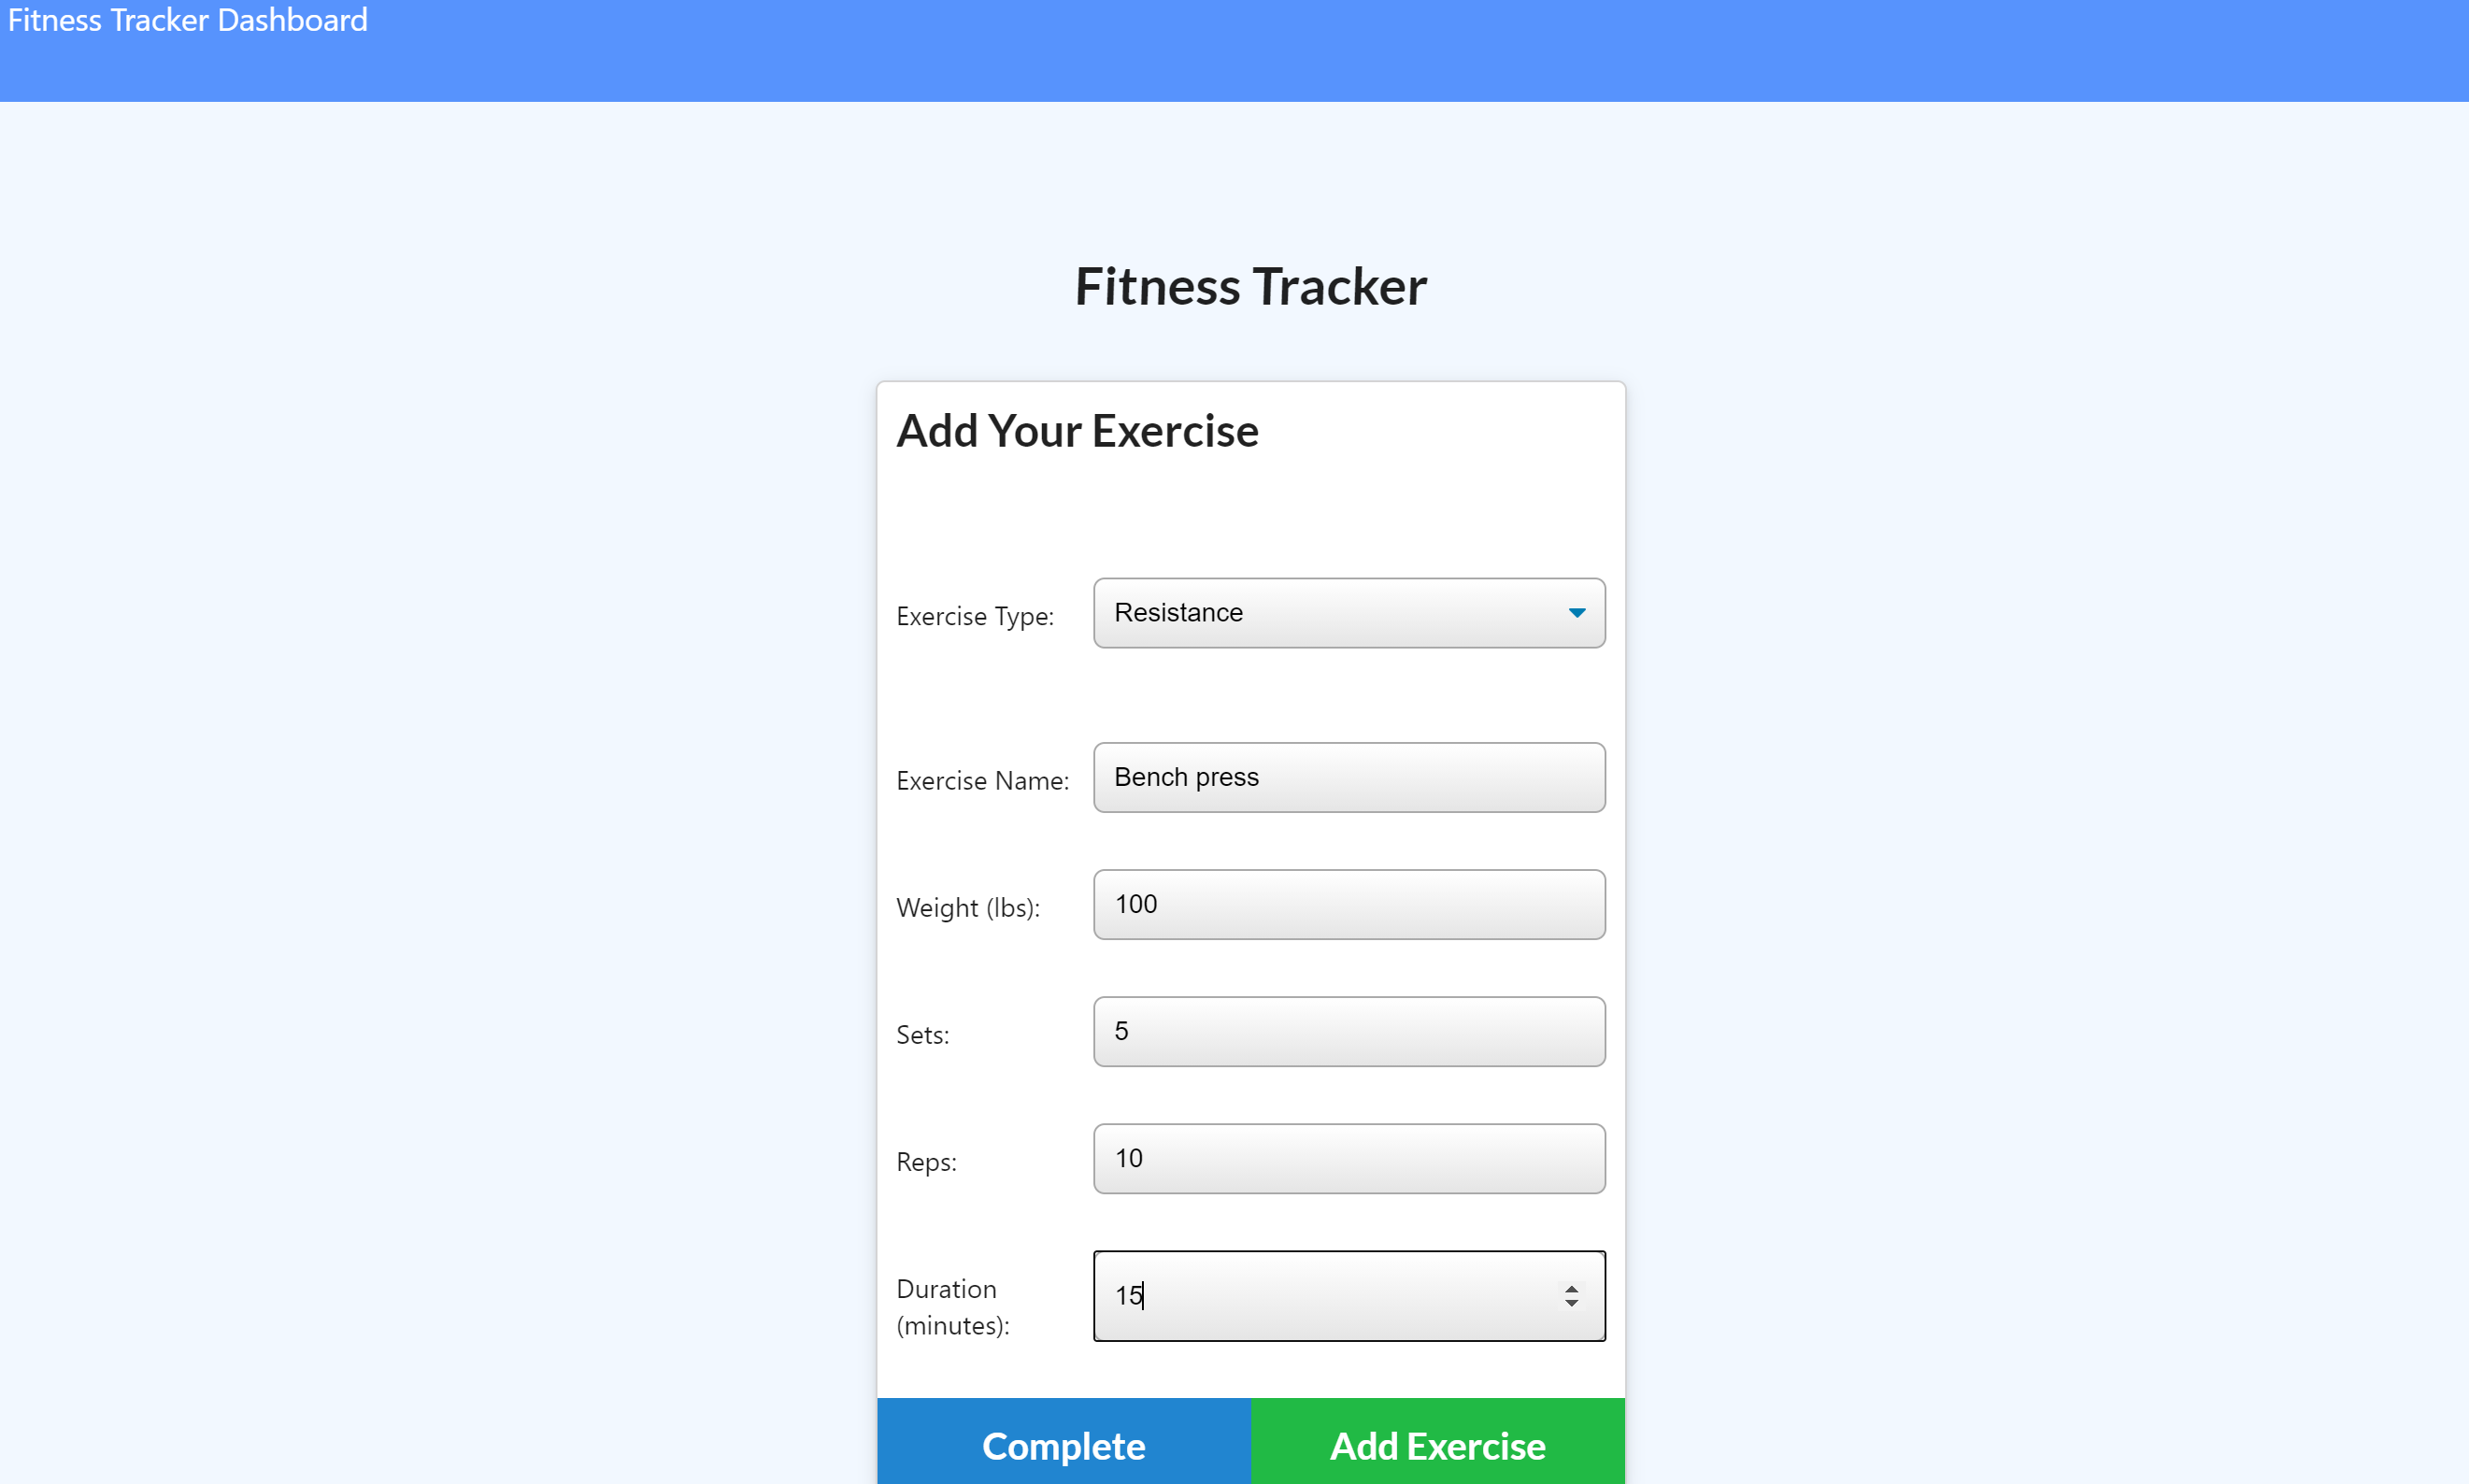 Fitness Tracker Dashboard
Fitness Tracker
Add Your Exercise
Exercise Type: Resistance
Exercise Name: Bench press
Weight (lbs): 100
Sets: 5
Reps: 10
Duration (minutes): 15
Complete Add Exercise